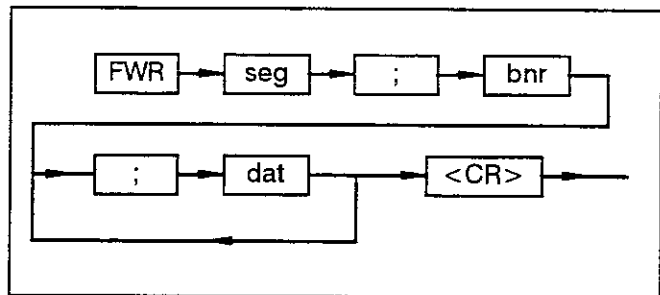 FWR seg ; bnr
; dat <CR>